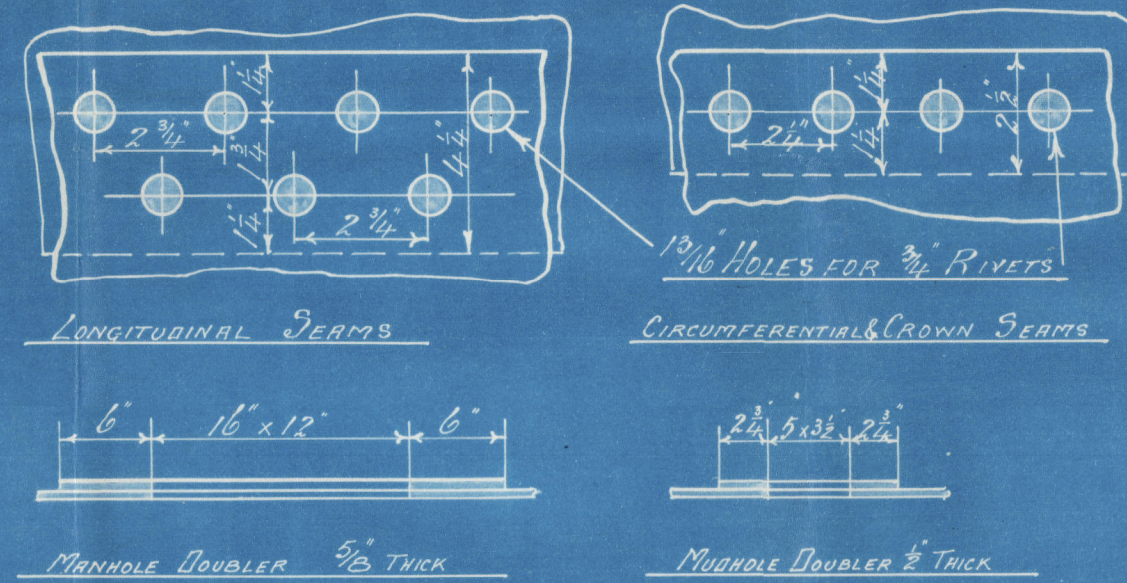 1 1/4"
2 3/4"
1 3/4"
4 1/4"
1 1/4"
2 3/4"
LONGITUDINAL SEAMS
1 1/4"
2 1/4"
1 1/4"
2 1/2"
13/16" HOLES FOR 3/4" RIVETS
CIRCUMFERENTIAL & CROWN SEAMS
6" 16" x 12" 6"
MANHOLE DOUBLER 5/8" THICK
2 3/4" 5" x 3 1/2" 2 3/4"
MUDHOLE DOUBLER 1/2" THICK